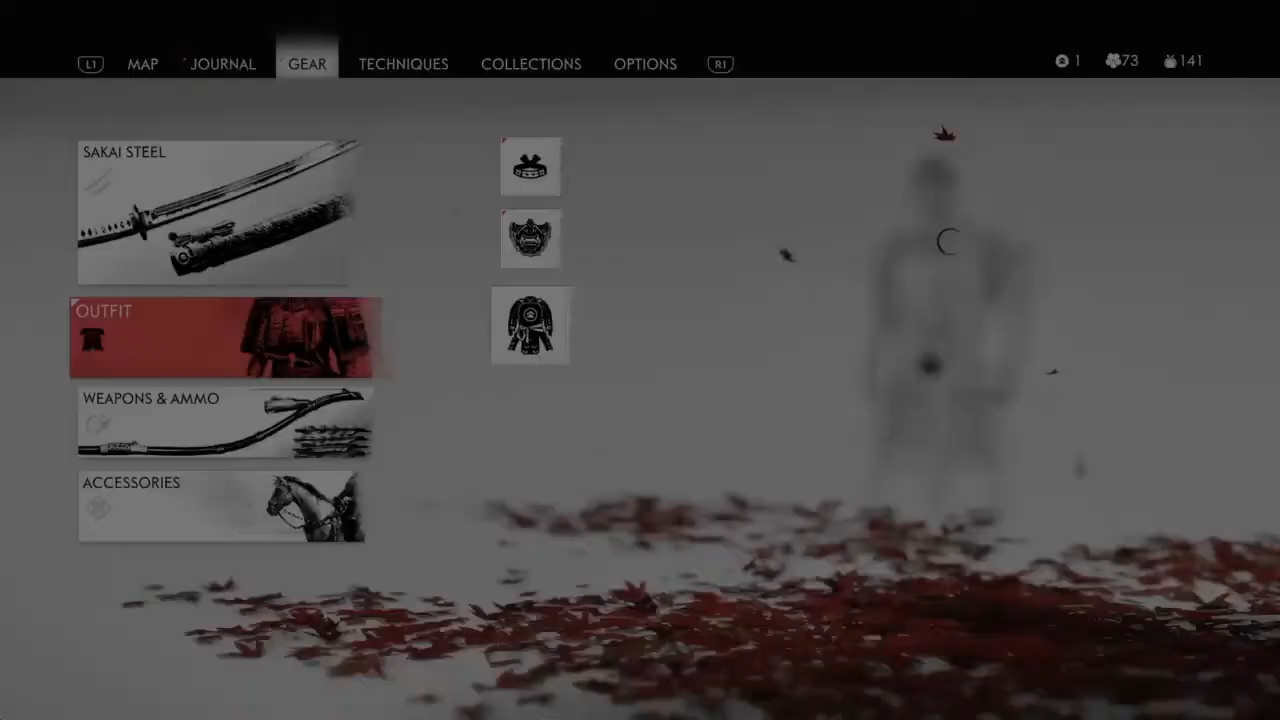 L1 MAP JOURNAL GEAR TECHNIQUES COLLECTIONS OPTIONS R1 1 73 141
SAKAI STEEL
OUTFIT
WEAPONS & AMMO
ACCESSORIES